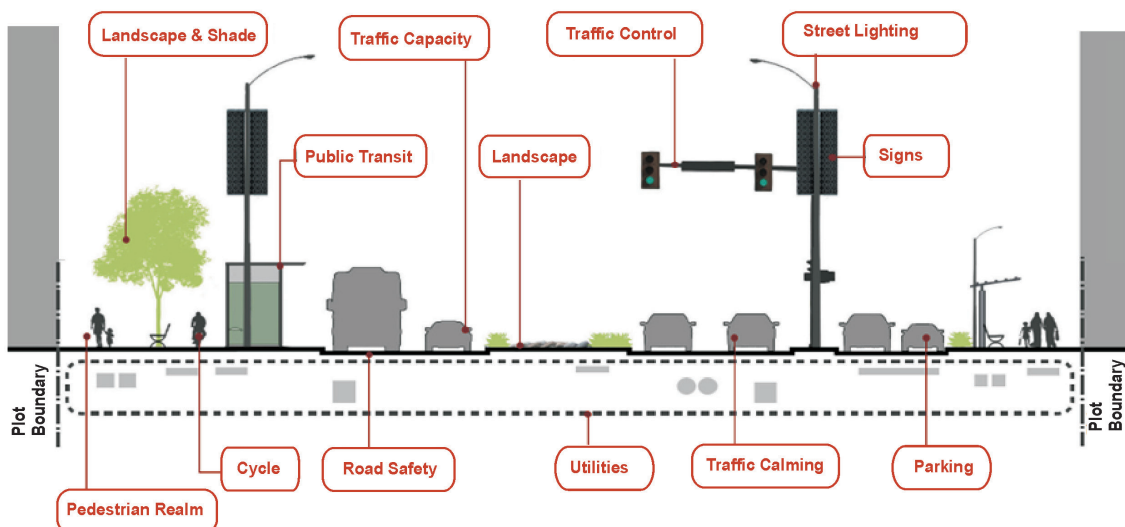 Landscape & Shade
Traffic Capacity
Traffic Control
Street Lighting
Public Transit
Landscape
Signs
Plot
Boundary
Plot
Boundary
Cycle
Road Safety
Utilities
Traffic Calming
Parking
Pedestrian Realm